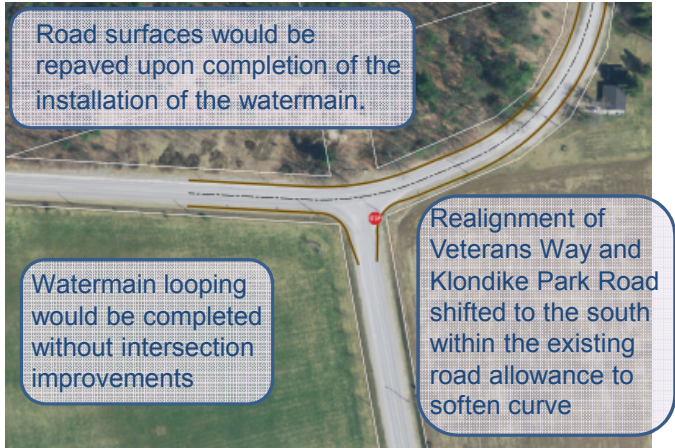 Road surfaces would be
repaved upon completion of the
installation of the watermain.
Watermain looping
would be completed
without intersection
improvements
Realignment of
Veterans Way and
Klondike Park Road
shifted to the south
within the existing
road allowance to
soften curve